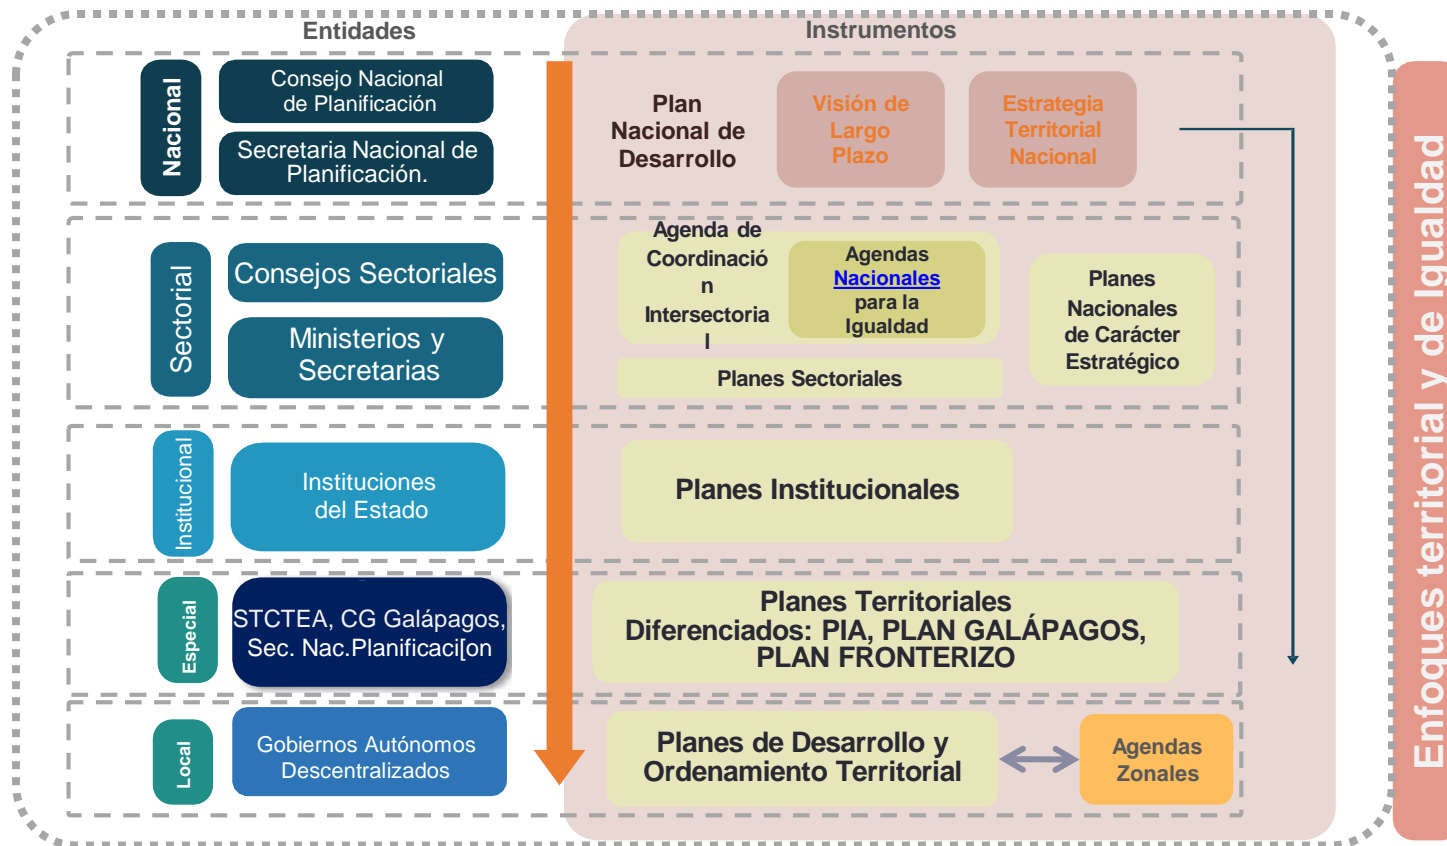 Entidades
Instrumentos
Nacional
Consejo Nacional
de Planificación
Secretaria Nacional de
Planificación.
Plan
Nacional de
Desarrollo
Visión de
Largo
Plazo
Estrategia
Territorial
Nacional
Sectorial
Consejos Sectoriales
Ministerios y
Secretarias
Agenda de
Coordinació
n
Intersectoria
l
Agendas
Nacionales
para la
Igualdad
Planes Sectoriales
Planes
Nacionales
de Carácter
Estratégico
Institucional
Instituciones
del Estado
Planes Institucionales
Especial
STCTEA, CG Galápagos,
Sec. Nac.Planificaci[on
Planes Territoriales
Diferenciados: PIA, PLAN GALÁPAGOS,
PLAN FRONTERIZO
Local
Gobiernos Autónomos
Descentralizados
Planes de Desarrollo y
Ordenamiento Territorial
Agendas
Zonales
Enfoques territorial y de Igualdad